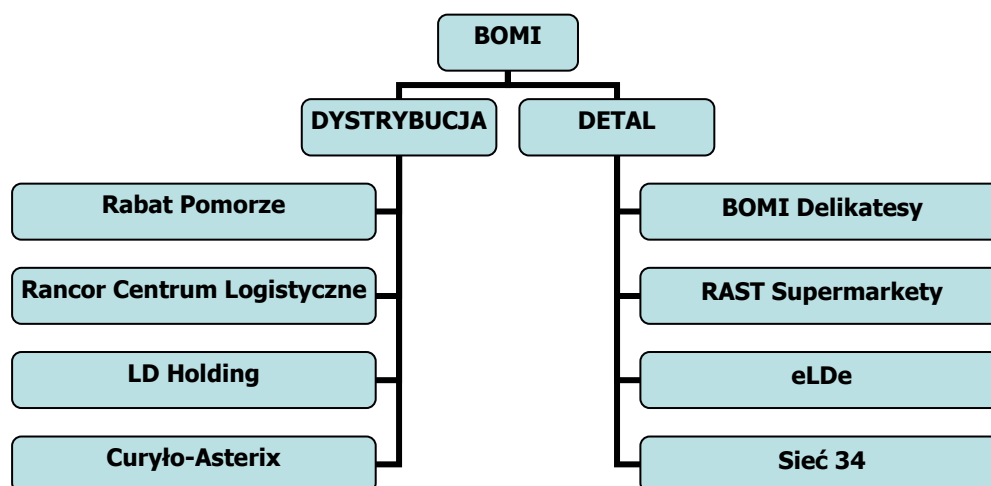 BOMI
DYSTRYBUCJA
DETAL
Rabat Pomorze
BOMI Delikatesy
Rancor Centrum Logistyczne
RAST Supermarkety
LD Holding
eLDe
Curyło-Asterix
Sieć 34